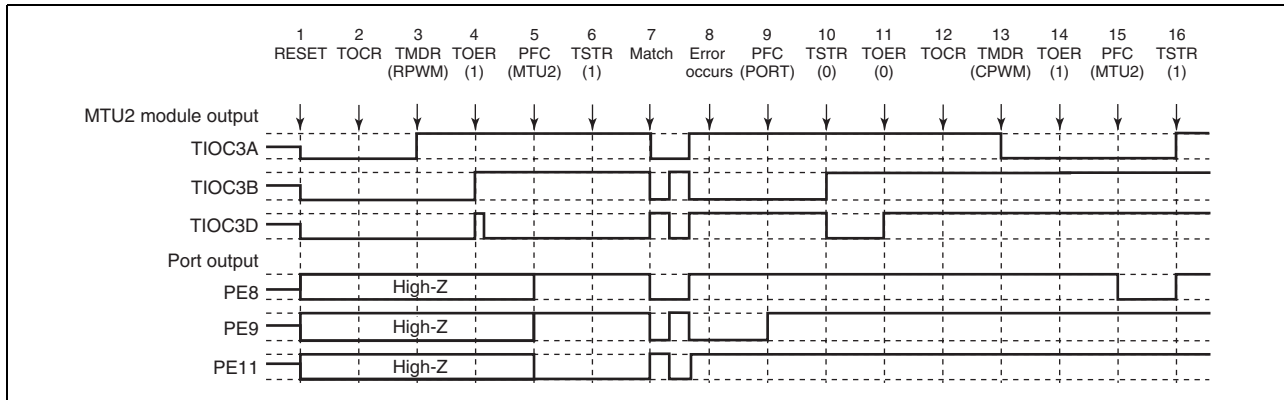 1 2 3 4 5 6 7 8 9 10 11 12 13 14 15 16
RESET TOCR TMDR TOER PFC TSTR Match Error PFC TSTR TOER TOCR TMDR TOER PFC TSTR
(RPWM) (1) (MTU2) (1) occurs (PORT) (0) (0) (CPWM) (1) (MTU2) (1)
MTU2 module output
TIOC3A
TIOC3B
TIOC3D
Port output
PE8 High-Z
PE9 High-Z
PE11 High-Z